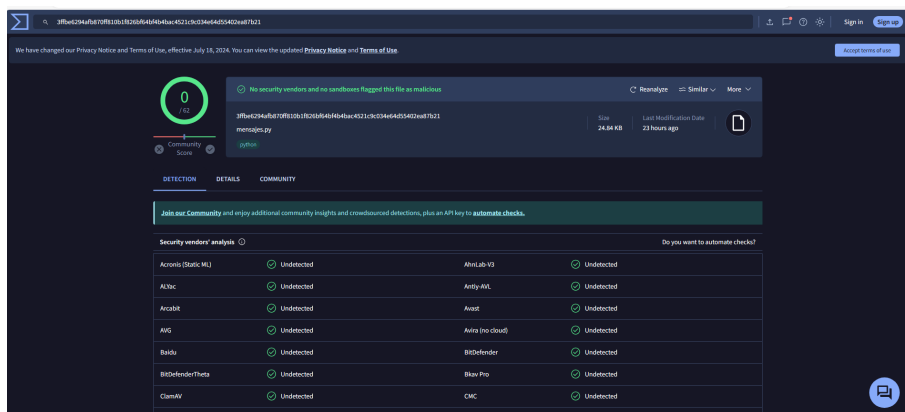 3ffbe6294afb870ff810b1f826bf64bf4b4bac4521c9c034e64d55402ea87b21
Sign in
Sign up
We have changed our Privacy Notice and Terms of Use, effective July 18, 2024. You can view the updated Privacy Notice and Terms of Use.
Accept terms of use
0
/ 62
Community
Score
No security vendors and no sandboxes flagged this file as malicious
Reanalyze
Similar
More
3ffbe6294afb870ff810b1f826bf64bf4b4bac4521c9c034e64d55402ea87b21
mensajes.py
python
Size
24.84 KB
Last Modification Date
23 hours ago
DETECTION DETAILS COMMUNITY
Join our Community and enjoy additional community insights and crowdsourced detections, plus an API key to automate checks.
Security vendors' analysis
Do you want to automate checks?
Acronis (Static ML) Undetected AhnLab-V3 Undetected
ALYac Undetected Antiy-AVL Undetected
Arcabit Undetected Avast Undetected
AVG Undetected Avira (no cloud) Undetected
Baidu Undetected BitDefender Undetected
BitDefenderTheta Undetected Bkav Pro Undetected
ClamAV Undetected CMC Undetected